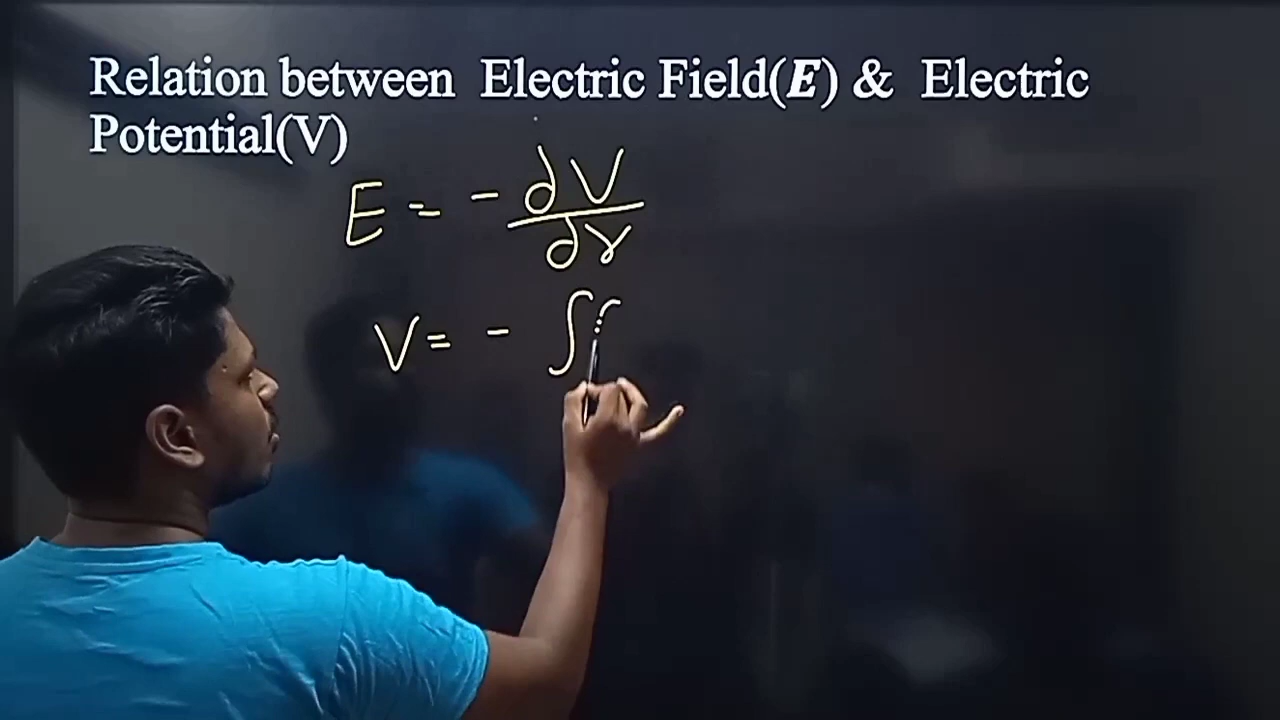 Relation between Electric Field(E) & Electric
Potential(V)
E = - ∂V/∂r
V = - ∫